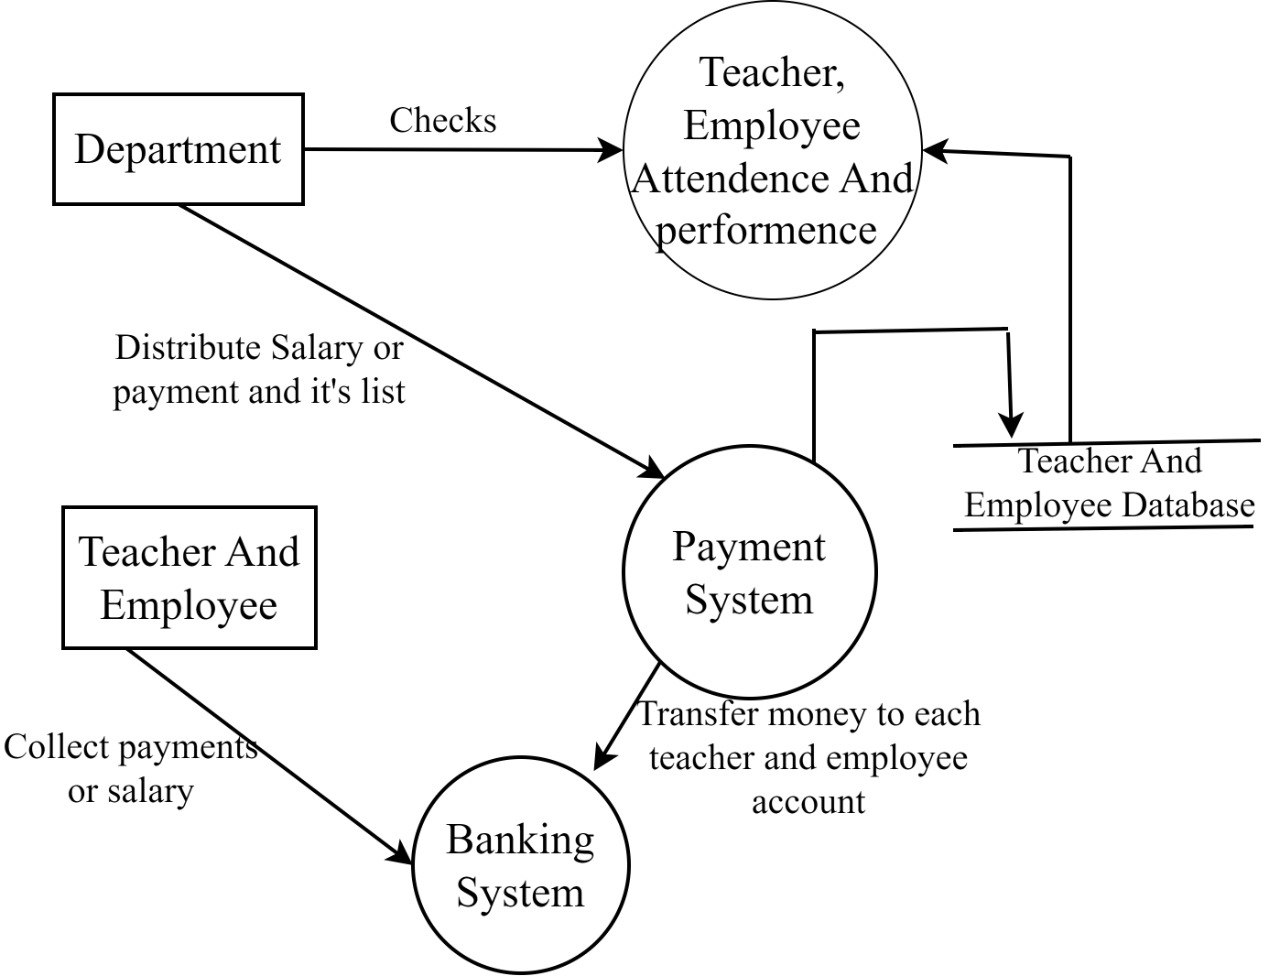 Teacher,
Employee
Attendence And
performence
Checks
Department
Distribute Salary or
payment and it's list
Teacher And
Employee Database
Payment
System
Teacher And
Employee
Transfer money to each
teacher and employee
account
Collect payments
or salary
Banking
System